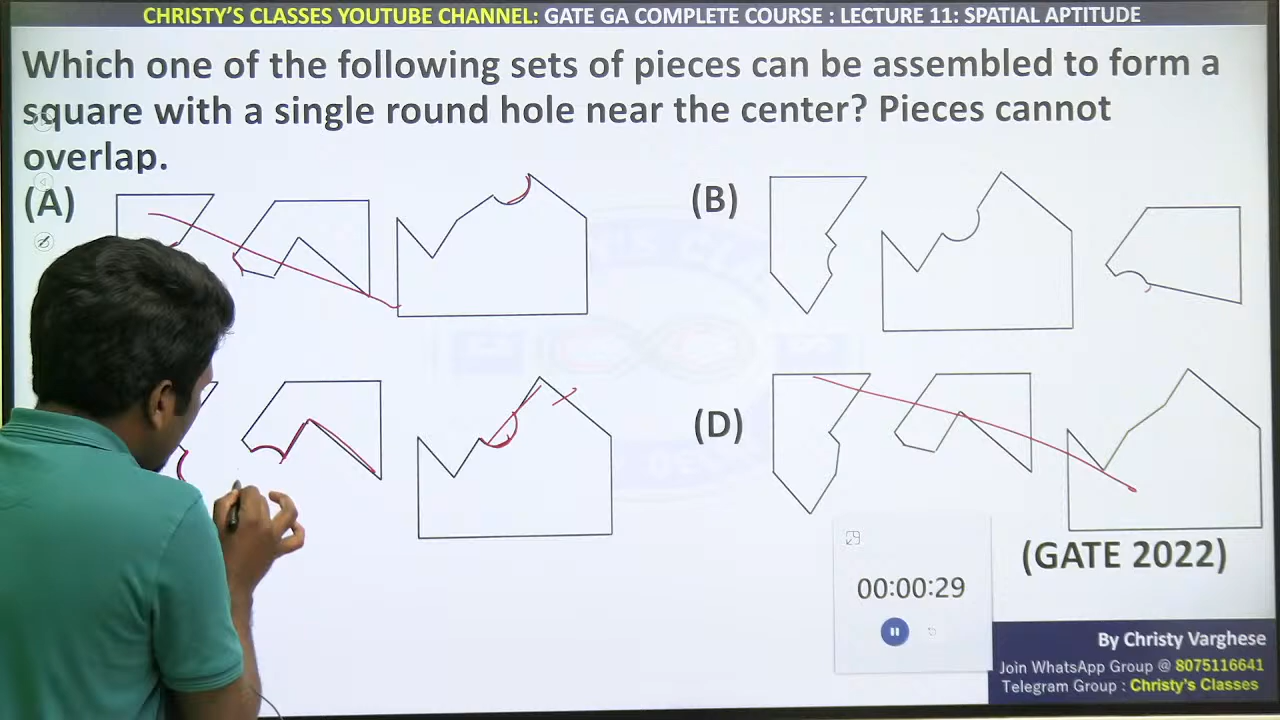 CHRISTY'S CLASSES YOUTUBE CHANNEL: GATE GA COMPLETE COURSE : LECTURE 11: SPATIAL APTITUDE
Which one of the following sets of pieces can be assembled to form a
square with a single round hole near the center? Pieces cannot
overlap.
(A)
(B)
(D)
(GATE 2022)
00:00:29
By Christy Varghese
Join WhatsApp Group @ 8075116641
Telegram Group : Christy's Classes